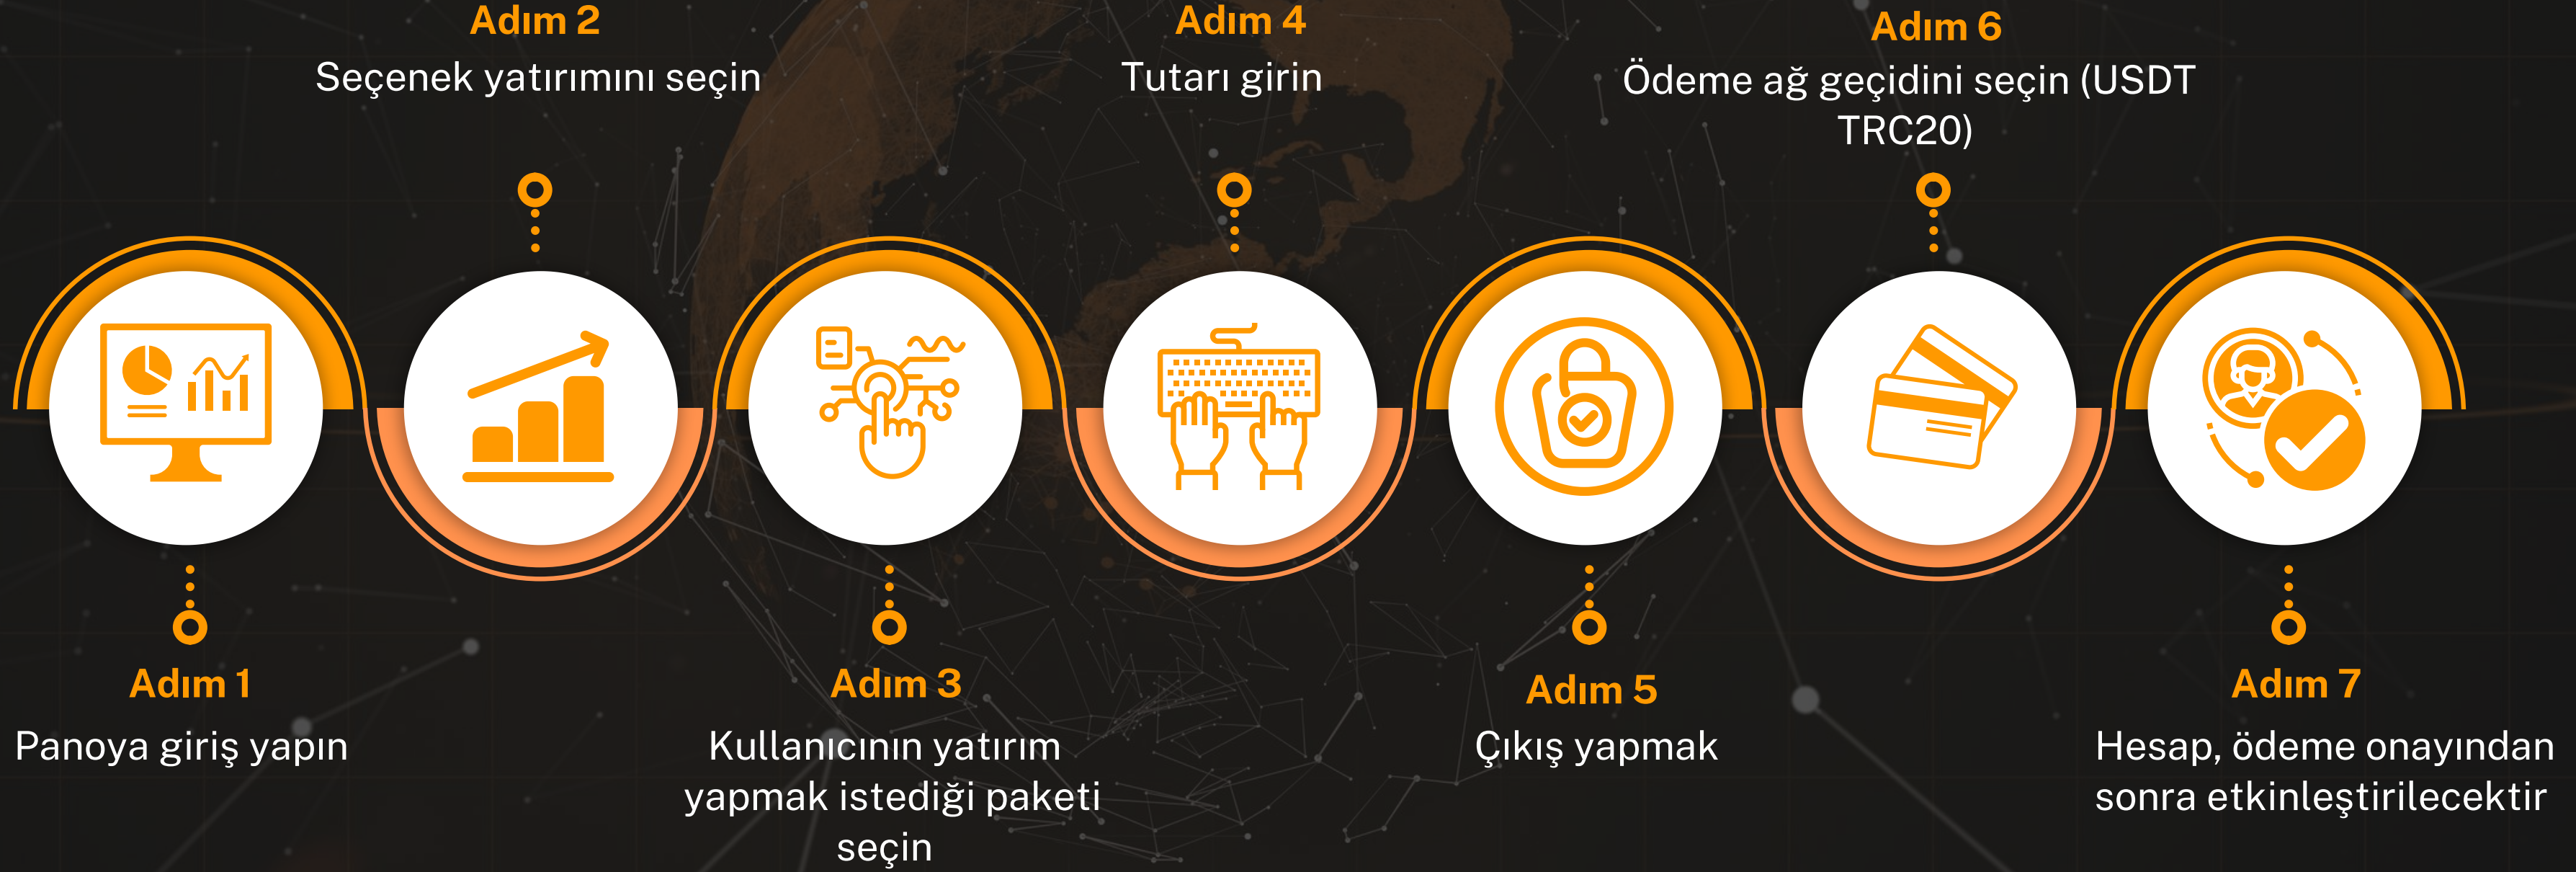 Adım 1
Panoya giriş yapın
Adım 2
Seçenek yatırımını seçin
Adım 3
Kullanıcının yatırım
yapmak istediği paketi
seçin
Adım 4
Tutarı girin
Adım 5
Çıkış yapmak
Adım 6
Ödeme ağ geçidini seçin (USDT
TRC20)
Adım 7
Hesap, ödeme onayından
sonra etkinleştirilecektir